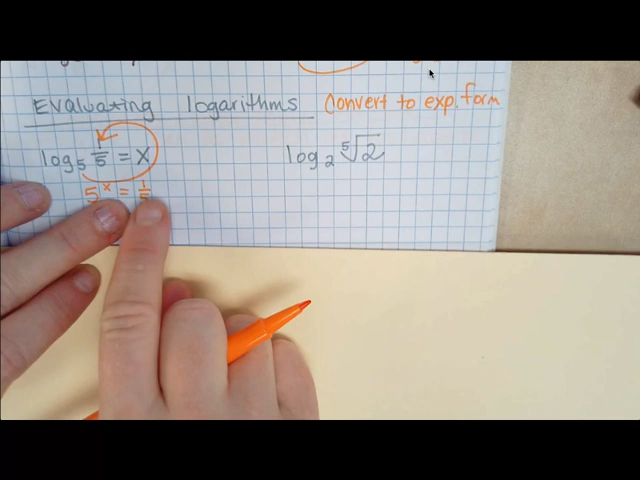 Evaluating logarithms Convert to exp. form
log₅ 1/5 = x
5ˣ = 1/5
log₂ ⁵√2